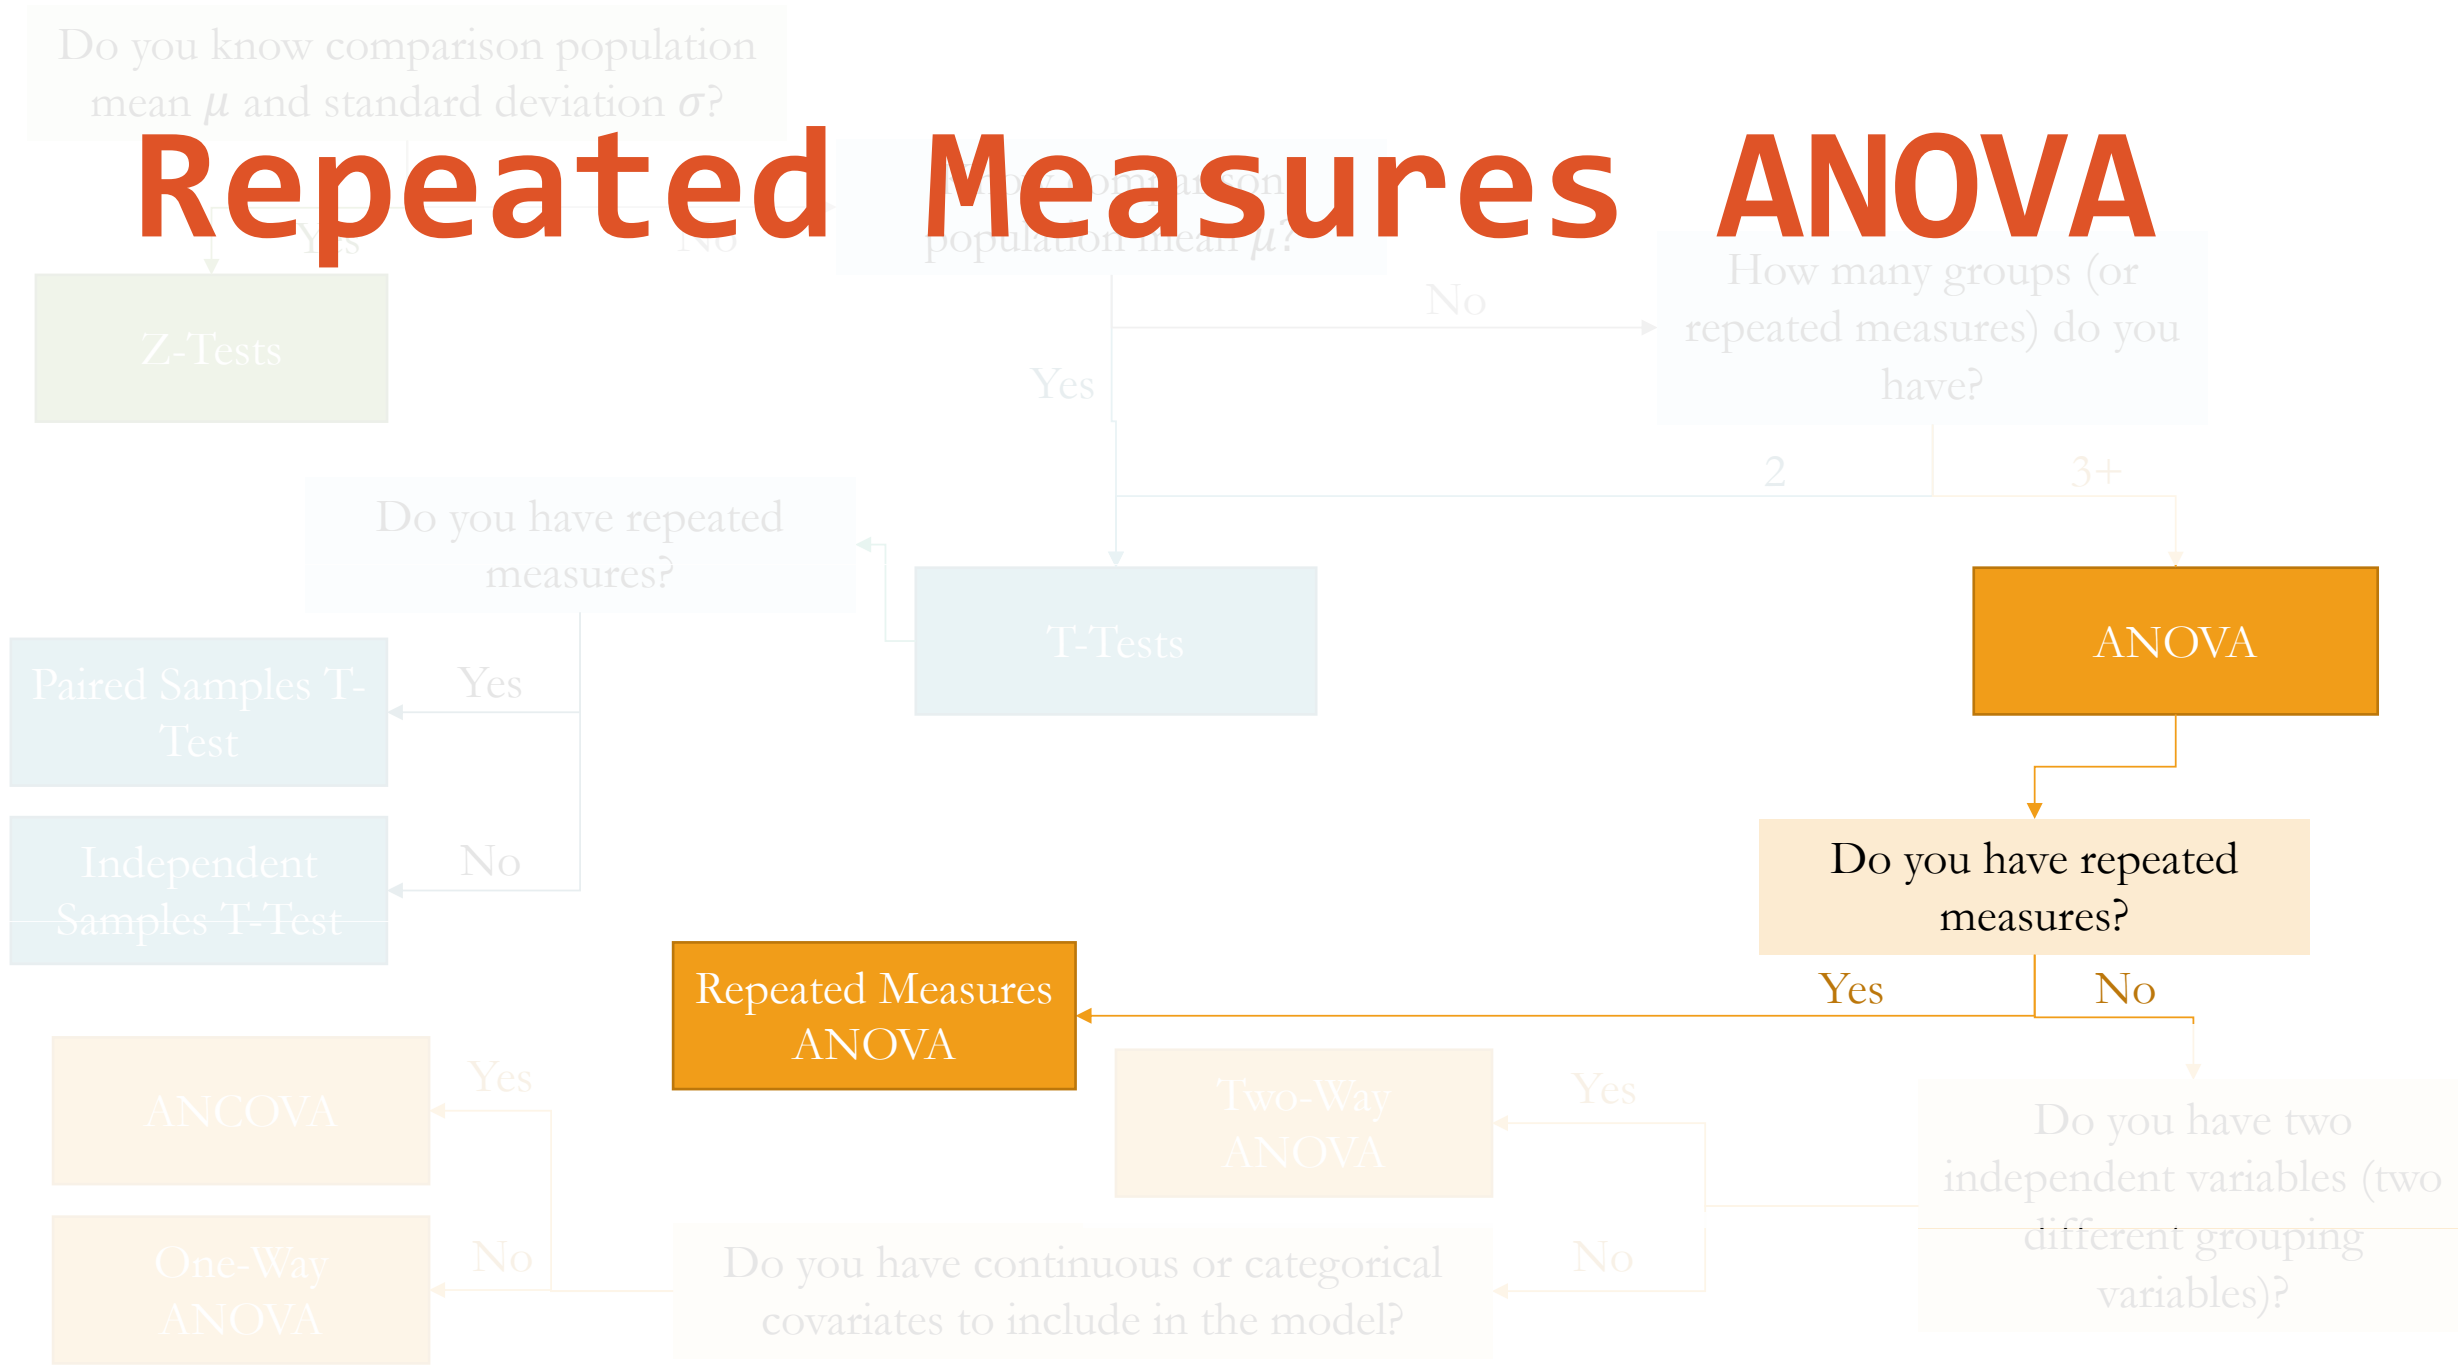 Do you know comparison population
mean μ and standard deviation σ?
Repeated Measures ANOVA
comparison
population mean μ?
Yes
No
Z-Tests
How many groups (or
repeated measures) do you
have?
No
Yes
2
3+
Do you have repeated
measures?
T-Tests
ANOVA
Paired Samples T-
Test
Yes
Independent
Samples T-Test
No
Do you have repeated
measures?
Yes
No
Repeated Measures
ANOVA
ANCOVA
Yes
Two-Way
ANOVA
Yes
Do you have two
independent variables (two
different grouping
variables)?
One-Way
ANOVA
No
Do you have continuous or categorical
covariates to include in the model?
No